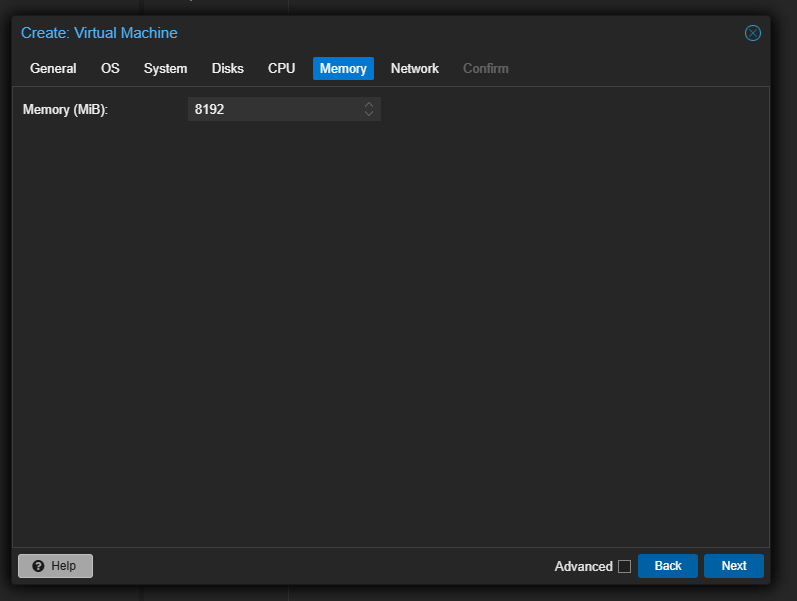 Create: Virtual Machine
General OS System Disks CPU Memory Network Confirm
Memory (MiB): 8192
Help Advanced Back Next